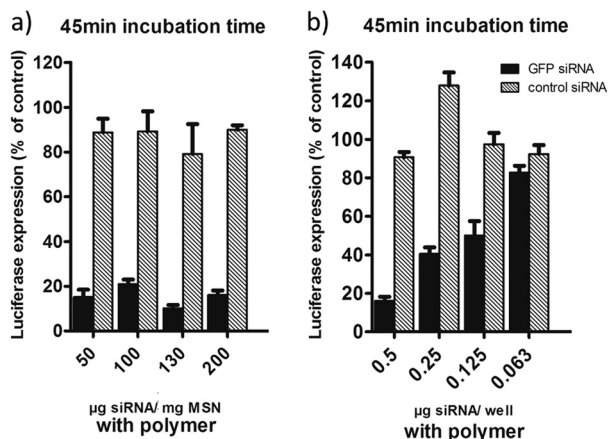 a)
45min incubation time
Luciferase expression (% of control)
120
100
80
60
40
20
0
50
100
130
200
µg siRNA/ mg MSN
with polymer
b)
45min incubation time
Luciferase expression (% of control)
140
120
100
80
60
40
20
0
GFP siRNA
control siRNA
0.5
0.25
0.125
0.063
µg siRNA/ well
with polymer